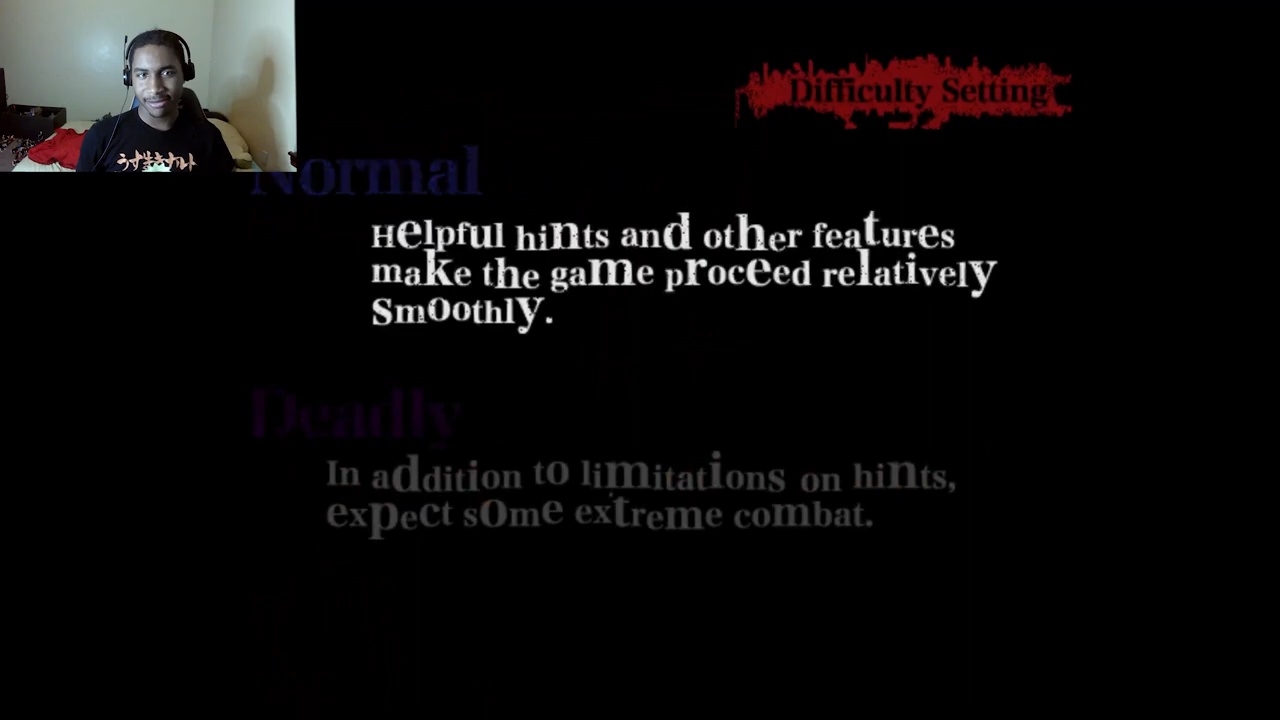 Difficulty Setting
Normal
Helpful hints and other features
make the game proceed relatively
Smoothly.
Deadly
In addition to limitations on hints,
expect some extreme combat.